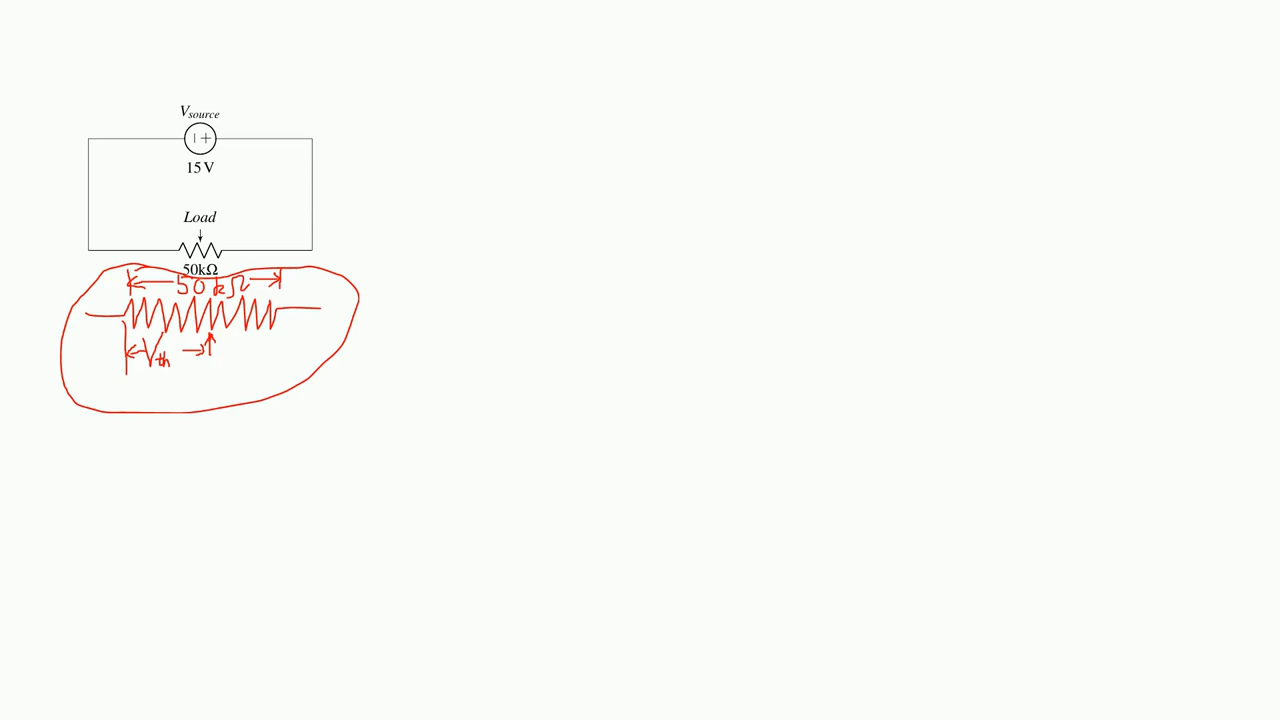 Vsource
15 V
Load
50kΩ
50 kΩ
Vth